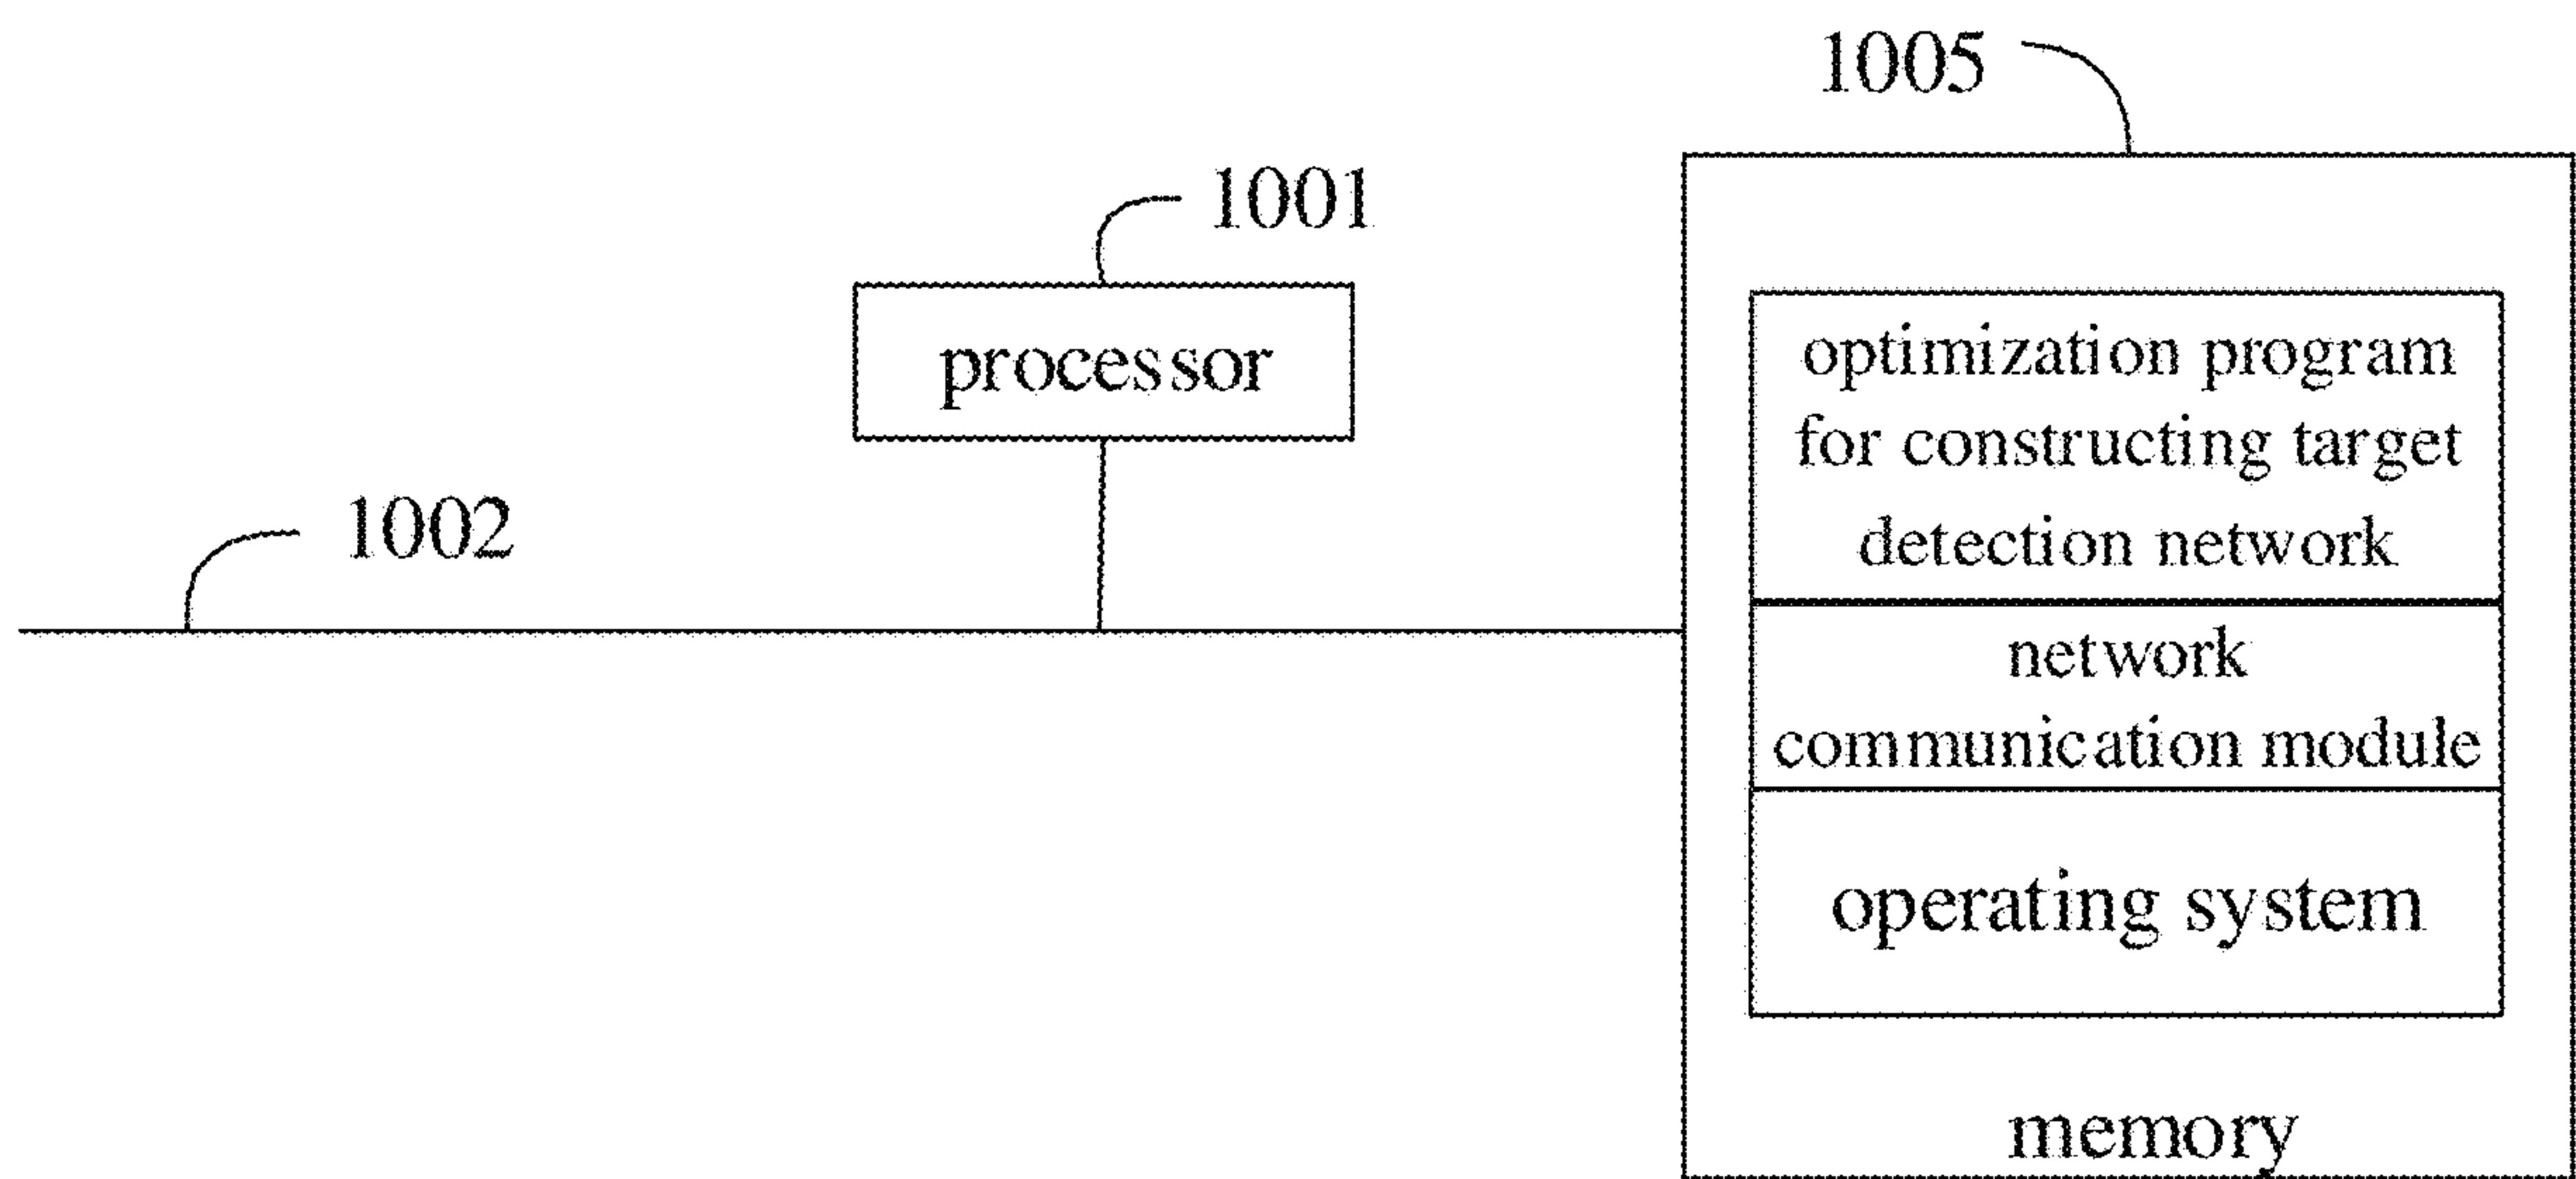 1005
1001
processor
1002
optimization program
for constructing target
detection network
network
communication module
operating system
memory